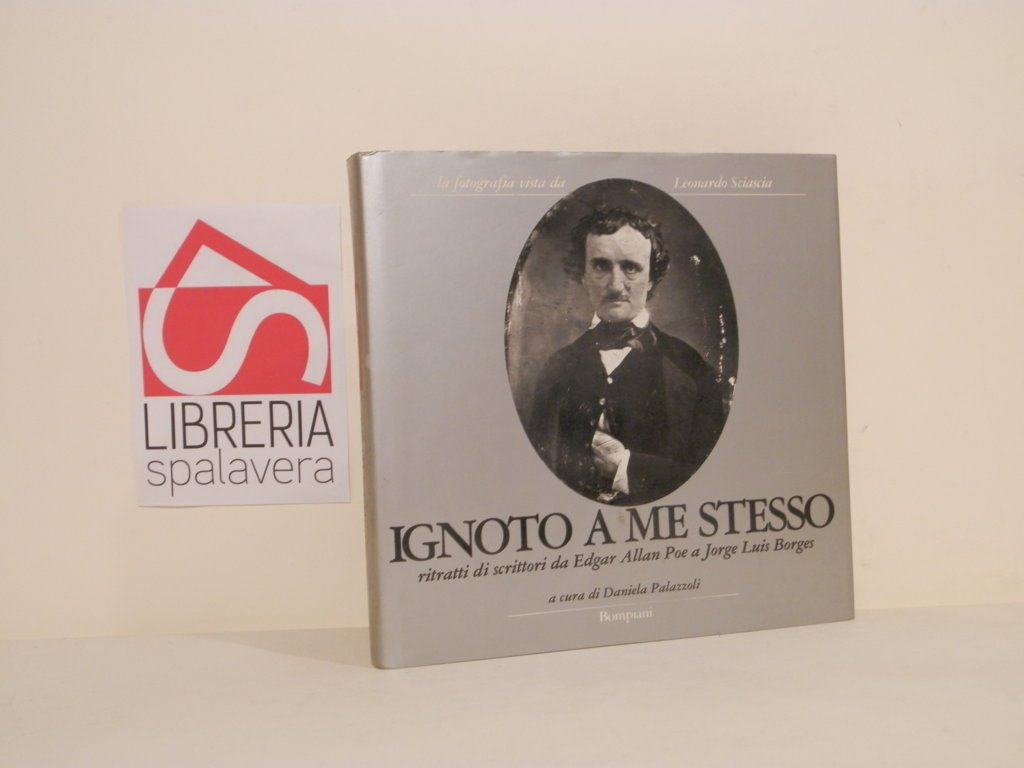 LIBRERIA
spalavera
la fotografia vista da Leonardo Sciascia
IGNOTO A ME STESSO
ritratti di scrittori da Edgar Allan Poe a Jorge Luis Borges
a cura di Daniela Palazzoli
Bompiani